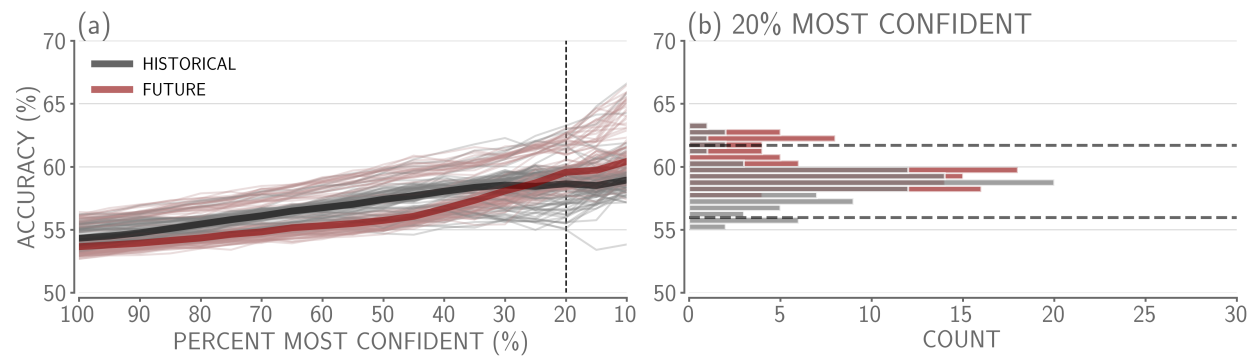 (a)
(b) 20% MOST CONFIDENT
70
65
60
55
50
HISTORICAL
FUTURE
ACCURACY (%)
100 90 80 70 60 50 40 30 20 10
PERCENT MOST CONFIDENT (%)
70
65
60
55
50
0 5 10 15 20 25 30
COUNT